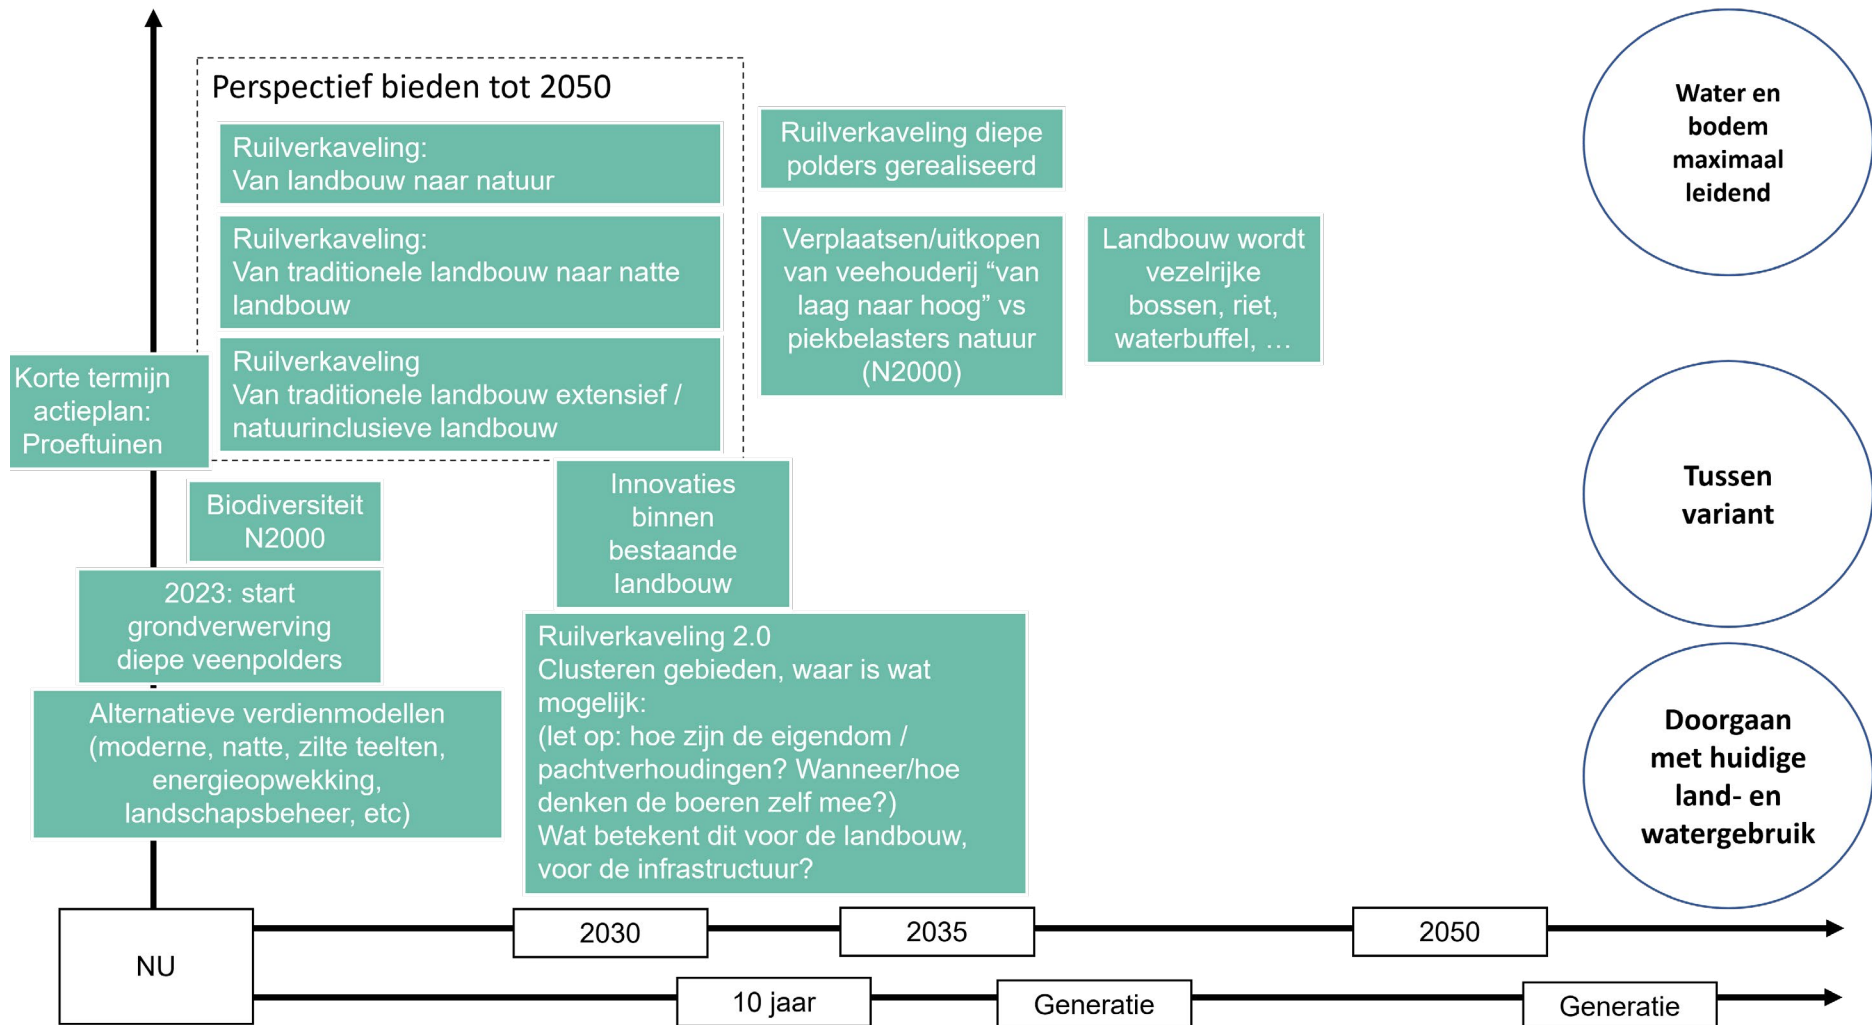 Perspectief bieden tot 2050
Ruilverkaveling:
Van landbouw naar natuur
Ruilverkaveling:
Van traditionele landbouw naar natte
landbouw
Ruilverkaveling
Van traditionele landbouw extensief /
natuurinclusieve landbouw
Ruilverkaveling diepe
polders gerealiseerd
Verplaatsen/uitkopen
van veehouderij “van
laag naar hoog” vs
piekbelasters natuur
(N2000)
Landbouw wordt
vezelrijke
bossen, riet,
waterbuffel, …
Water en
bodem
maximaal
leidend
Korte termijn
actieplan:
Proeftuinen
Biodiversiteit
N2000
Innovaties
binnen
bestaande
landbouw
Tussen
variant
2023: start
grondverwerving
diepe veenpolders
Alternatieve verdienmodellen
(moderne, natte, zilte teelten,
energieopwekking,
landschapsbeheer, etc)
Ruilverkaveling 2.0
Clusteren gebieden, waar is wat
mogelijk:
(let op: hoe zijn de eigendom /
pachtverhoudingen? Wanneer/hoe
denken de boeren zelf mee?)
Wat betekent dit voor de landbouw,
voor de infrastructuur?
Doorgaan
met huidige
land- en
watergebruik
NU
2030
2035
2050
10 jaar
Generatie
Generatie